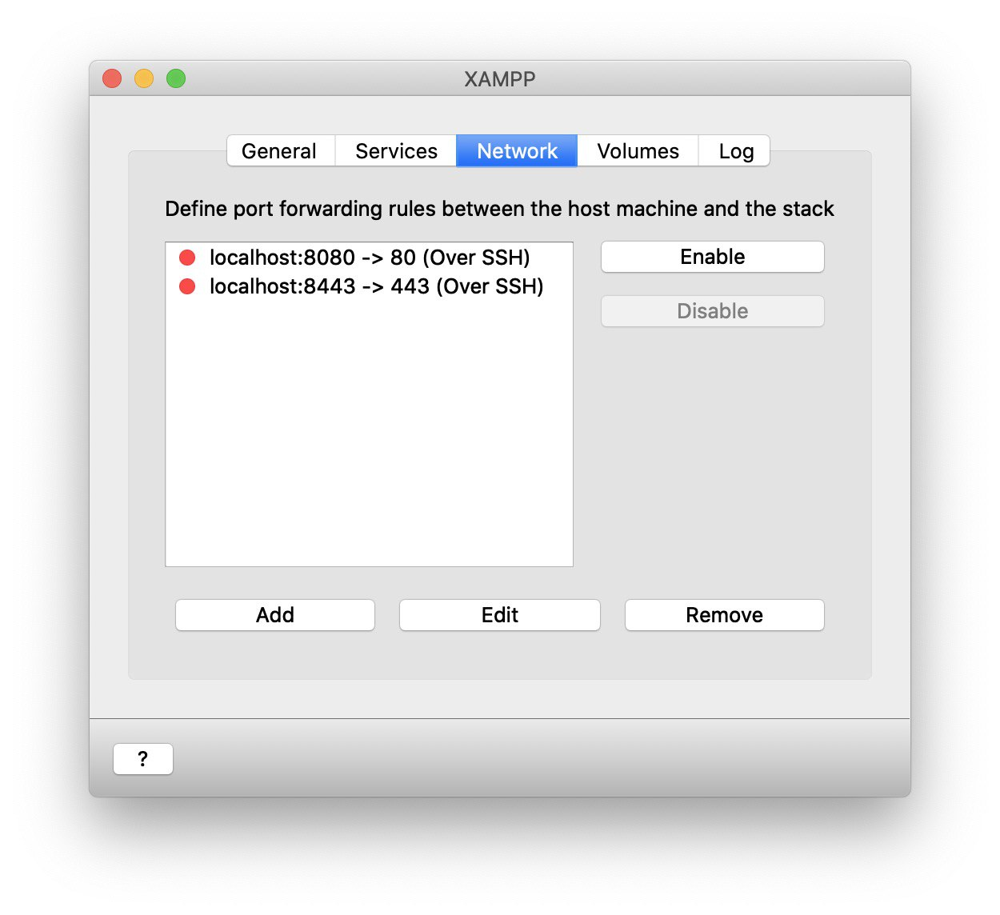 XAMPP
General Services Network Volumes Log
Define port forwarding rules between the host machine and the stack
localhost:8080 -> 80 (Over SSH)
Enable
localhost:8443 -> 443 (Over SSH)
Disable
Add Edit Remove
?